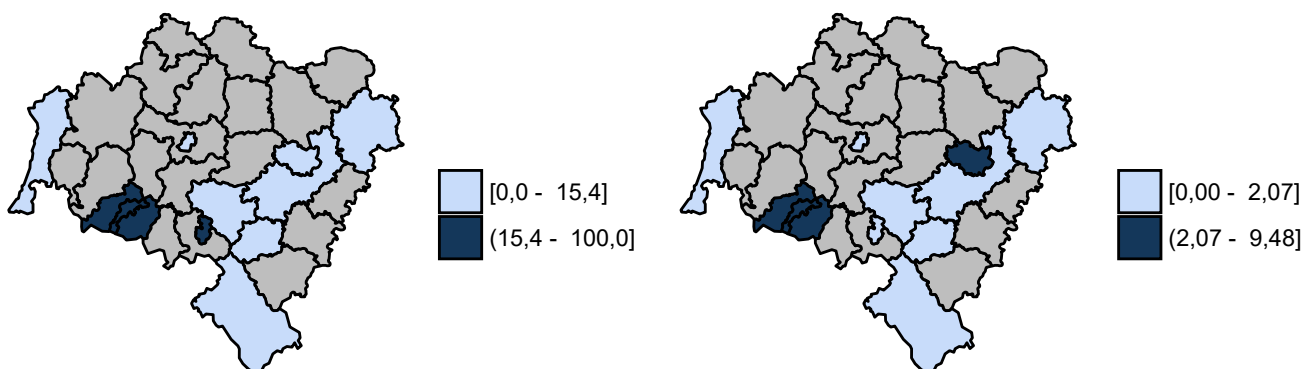 [0,0 - 15,4]
(15,4 - 100,0]
[0,00 - 2,07]
(2,07 - 9,48]